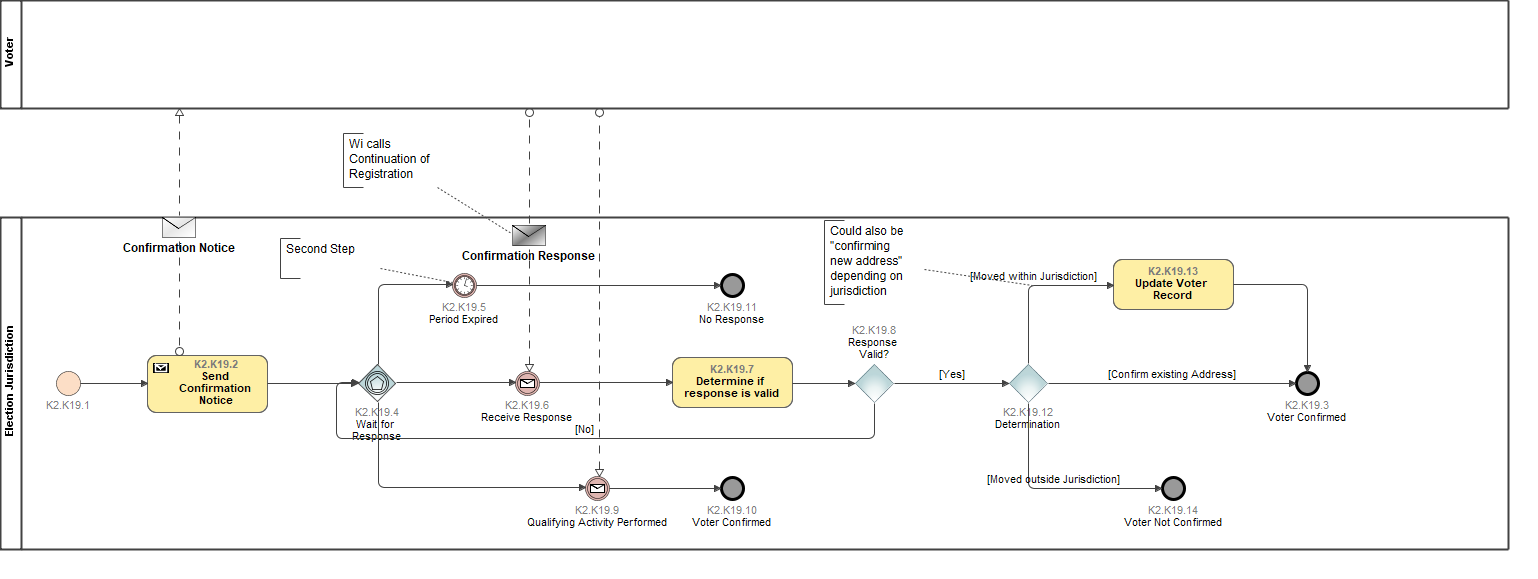 Voter
Wi calls
Continuation of
Registration
Confirmation Notice
Second Step
Confirmation Response
Could also be
"confirming
new address"
depending on
jurisdiction
[Moved within Jurisdiction]
K2.K19.13
Update Voter
Record
K2.K19.5
Period Expired
K2.K19.11
No Response
K2.K19.8
Response
Valid?
Election Jurisdiction
K2.K19.1
K2.K19.2
Send
Confirmation
Notice
K2.K19.4
Wait for
Response
K2.K19.6
Receive Response
K2.K19.7
Determine if
response is valid
[Yes]
[No]
K2.K19.12
Determination
[Confirm existing Address]
K2.K19.3
Voter Confirmed
K2.K19.9
Qualifying Activity Performed
K2.K19.10
Voter Confirmed
[Moved outside Jurisdiction]
K2.K19.14
Voter Not Confirmed